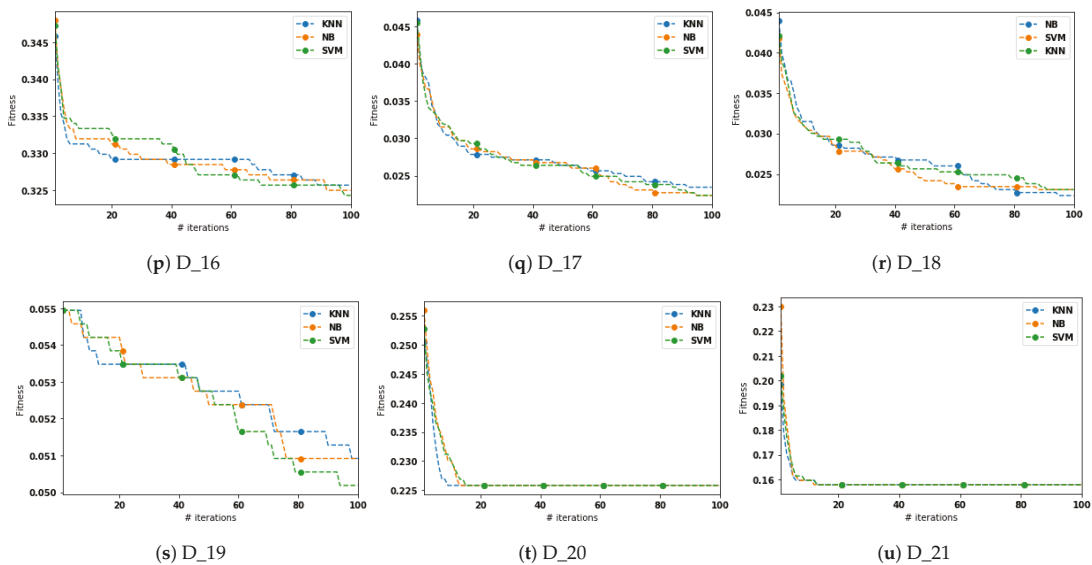 0.345
0.340
0.335
0.330
0.325
Fitness
20 40 60 80 100
# iterations
KNN
NB
SVM
(p) D_16
0.045
0.040
0.035
0.030
0.025
Fitness
20 40 60 80 100
# iterations
KNN
NB
SVM
(q) D_17
0.045
0.040
0.035
0.030
0.025
Fitness
20 40 60 80 100
# iterations
NB
SVM
KNN
(r) D_18
0.055
0.054
0.053
0.052
0.051
0.050
Fitness
20 40 60 80 100
# iterations
KNN
NB
SVM
(s) D_19
0.255
0.250
0.245
0.240
0.235
0.230
0.225
Fitness
20 40 60 80 100
# iterations
KNN
NB
SVM
(t) D_20
0.23
0.22
0.21
0.20
0.19
0.18
0.17
0.16
Fitness
20 40 60 80 100
# iterations
KNN
NB
SVM
(u) D_21